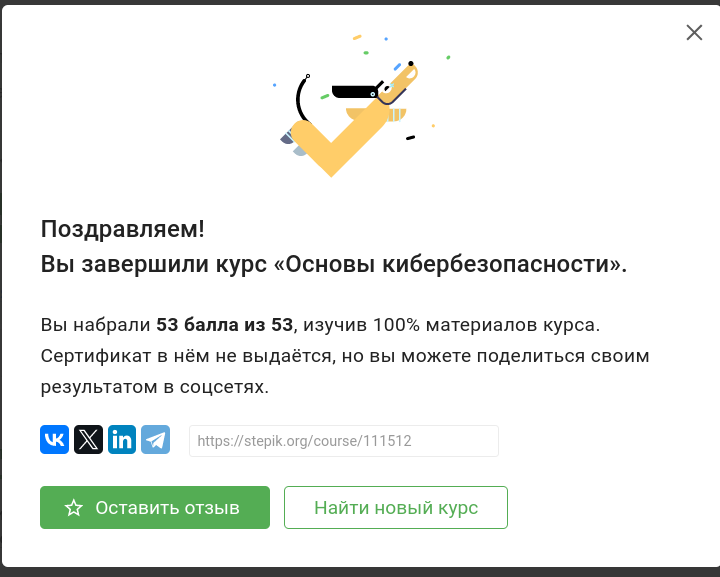 Поздравляем!
Вы завершили курс «Основы кибербезопасности».
Вы набрали 53 балла из 53, изучив 100% материалов курса.
Сертификат в нём не выдаётся, но вы можете поделиться своим
результатом в соцсетях.
https://stepik.org/course/111512
Оставить отзыв
Найти новый курс